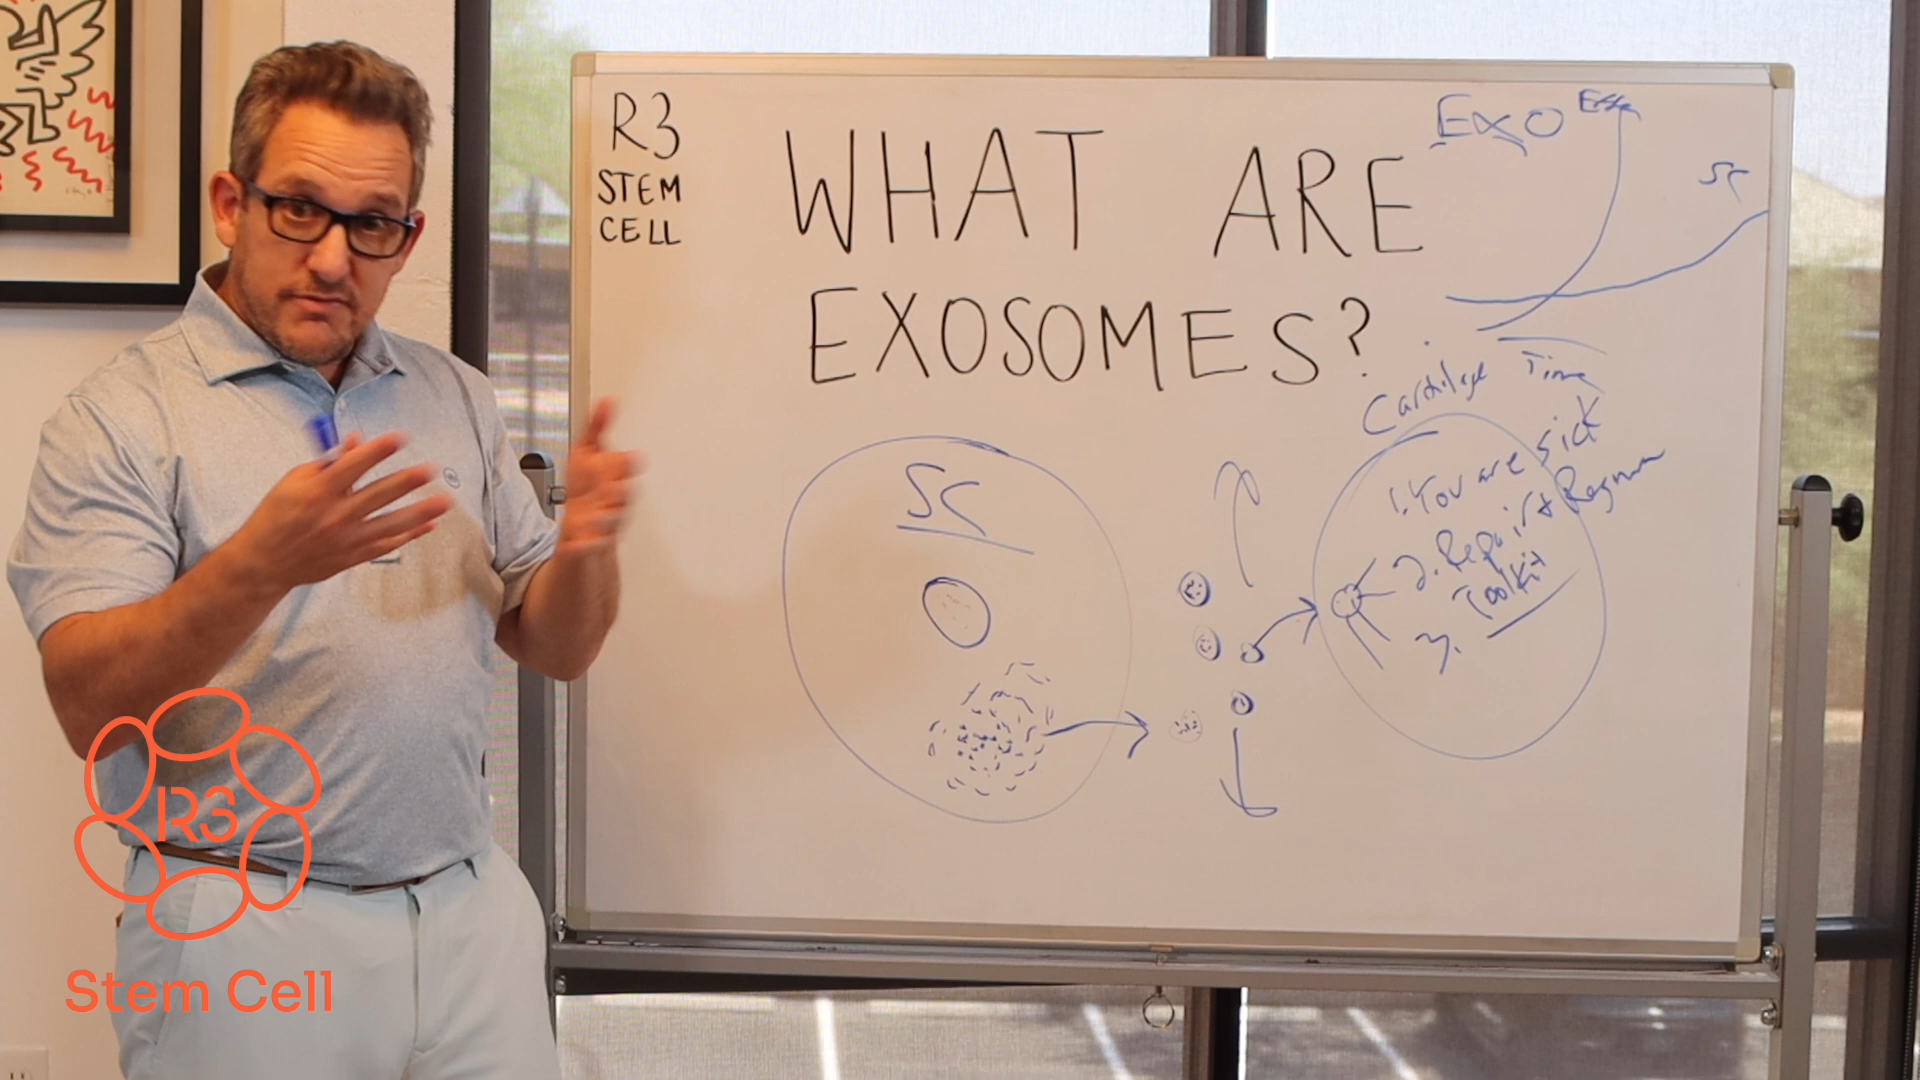 R3
STEM
CELL
WHAT ARE
EXOSOMES?
EXO
SC
Time
Cartilage
SC
1. You are sick
2. Repair &
Toolkit
3.
R3
Stem Cell